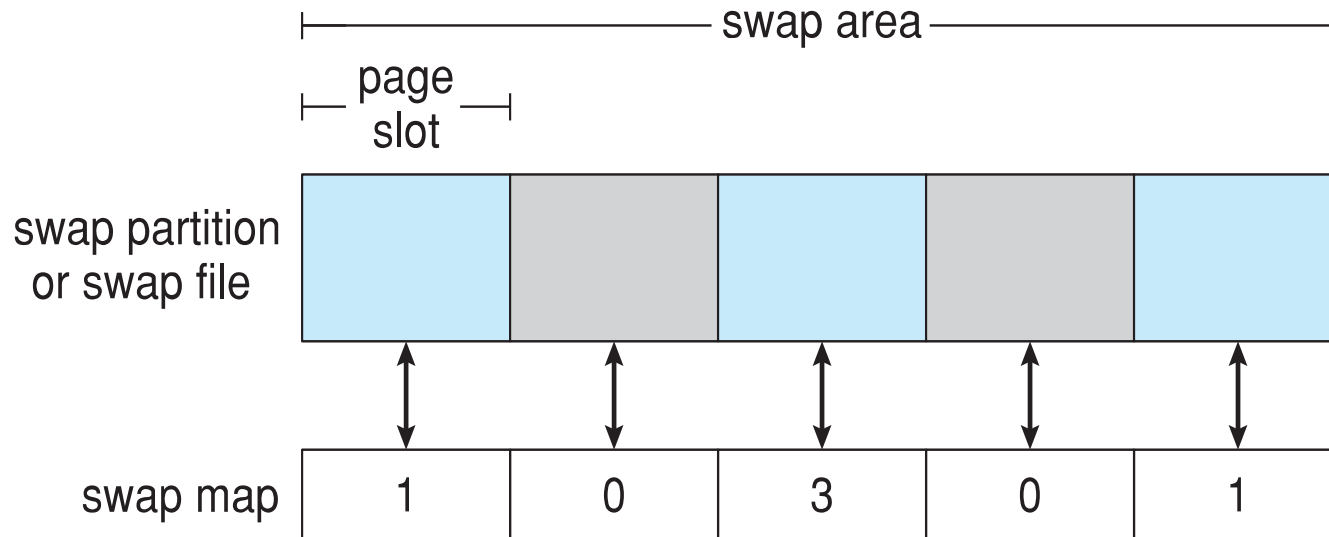 swap area
page
slot
swap partition
or swap file
swap map 1 0 3 0 1